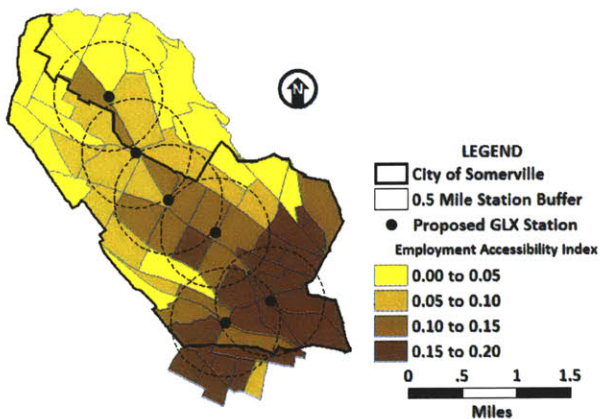 N
LEGEND
City of Somerville
0.5 Mile Station Buffer
Proposed GLX Station
Employment Accessibility Index
0.00 to 0.05
0.05 to 0.10
0.10 to 0.15
0.15 to 0.20
0 .5 1 1.5
Miles